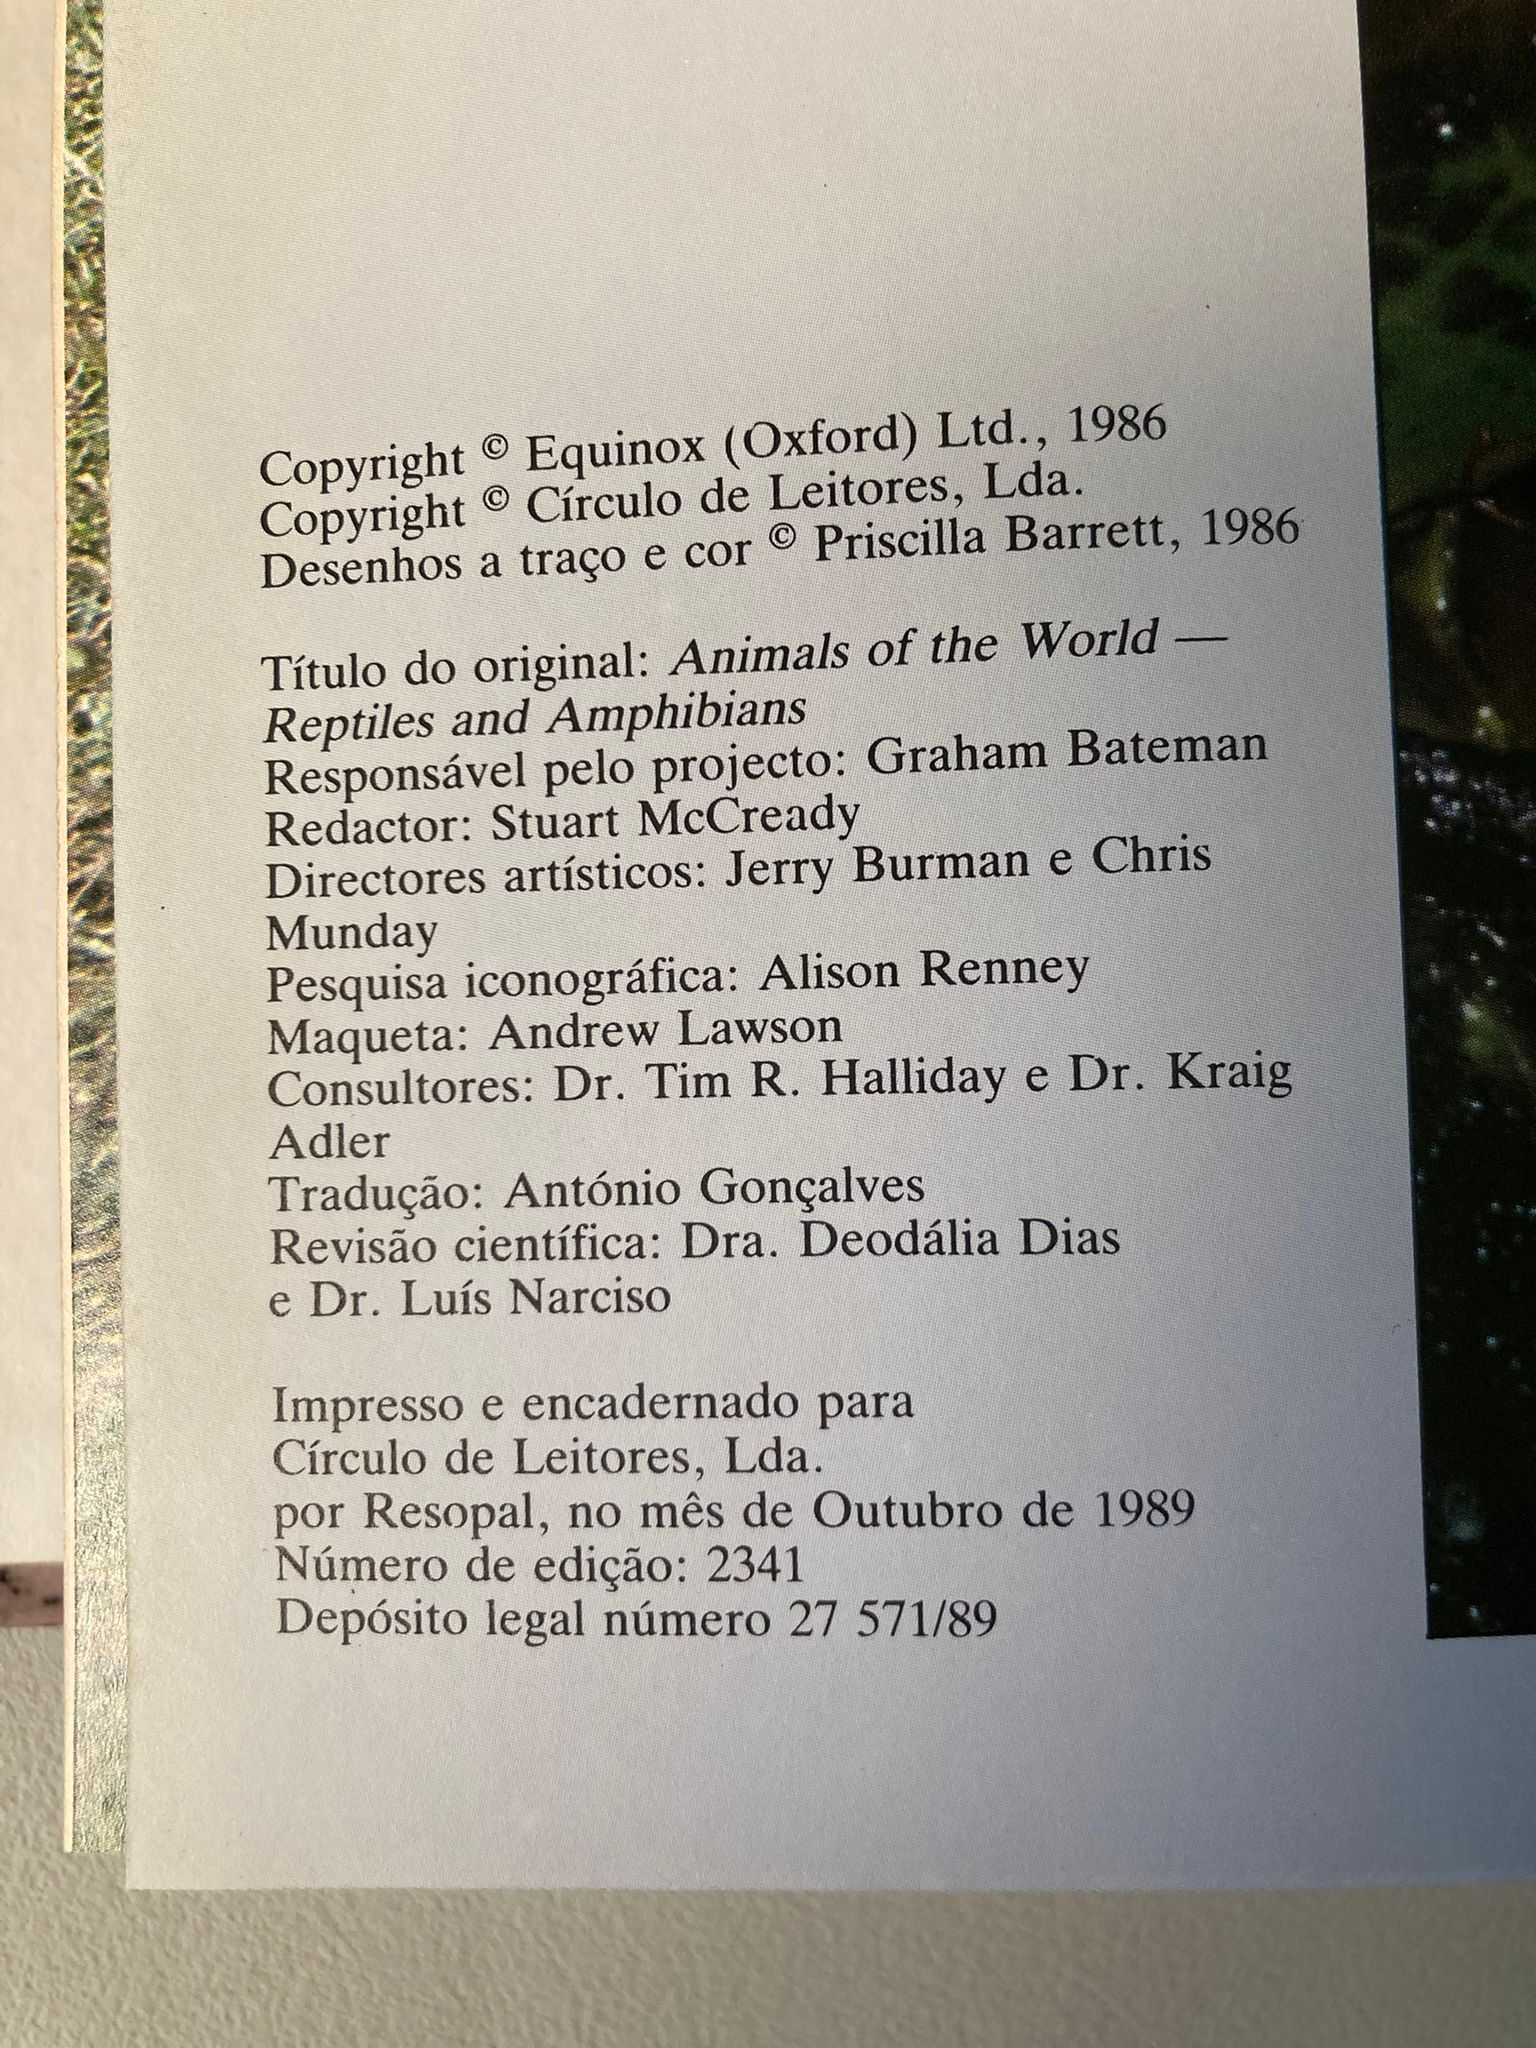 Copyright © Equinox (Oxford) Ltd., 1986
Copyright © Círculo de Leitores, Lda.
Desenhos a traço e cor © Priscilla Barrett, 1986
Título do original: Animals of the World —
Reptiles and Amphibians
Responsável pelo projecto: Graham Bateman
Redactor: Stuart McCready
Directores artísticos: Jerry Burman e Chris
Munday
Pesquisa iconográfica: Alison Renney
Maqueta: Andrew Lawson
Consultores: Dr. Tim R. Halliday e Dr. Kraig
Adler
Tradução: António Gonçalves
Revisão científica: Dra. Deodália Dias
e Dr. Luís Narciso
Impresso e encadernado para
Círculo de Leitores, Lda.
por Resopal, no mês de Outubro de 1989
Número de edição: 2341
Depósito legal número 27 571/89